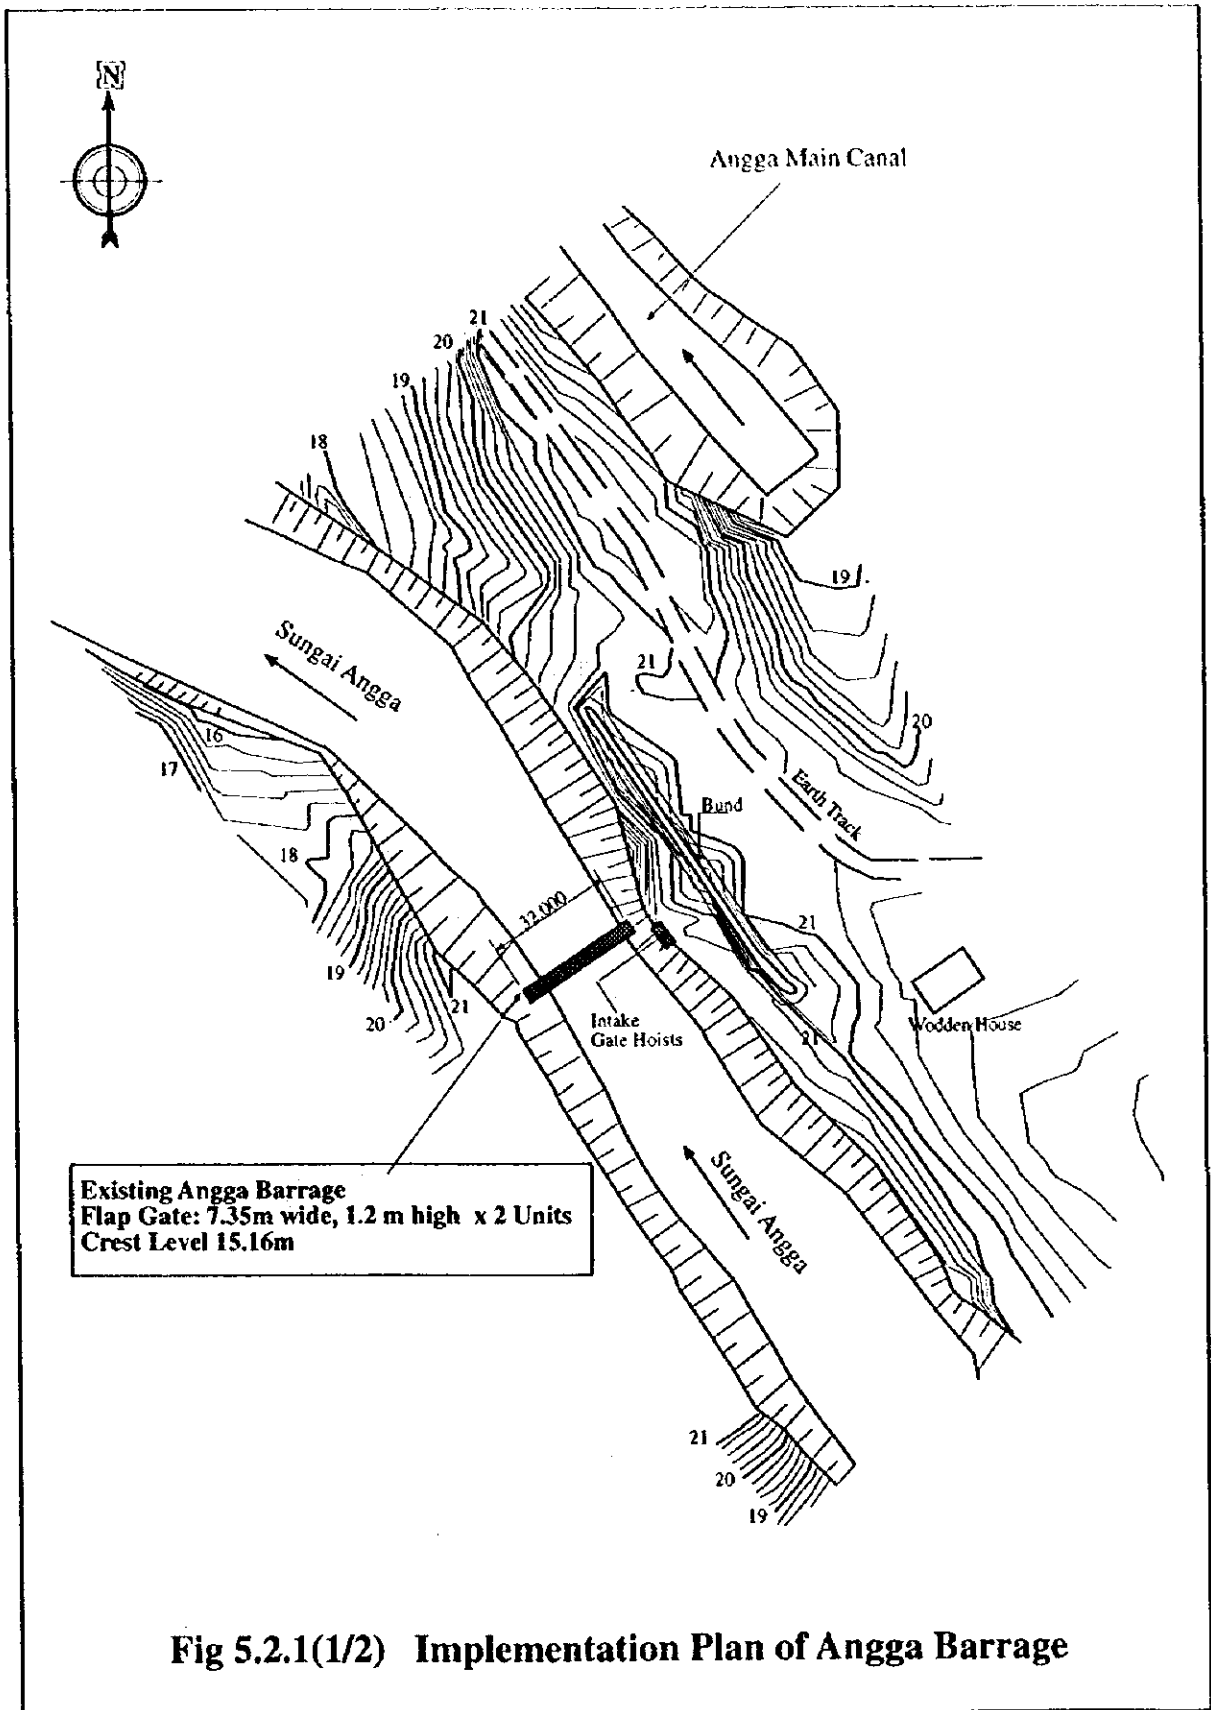 N
Angga Main Canal
21
20
19
18
19
Sungai Angga
21
20
16
17
Earth Track
Bund
18
32.000
21
19
21
20
Intake
Gate Hoists
21
Wodden House
Existing Angga Barrage
Flap Gate: 7.35m wide, 1.2 m high x 2 Units
Crest Level 15.16m
Sungai Angga
21
20
19
Fig 5.2.1(1/2) Implementation Plan of Angga Barrage